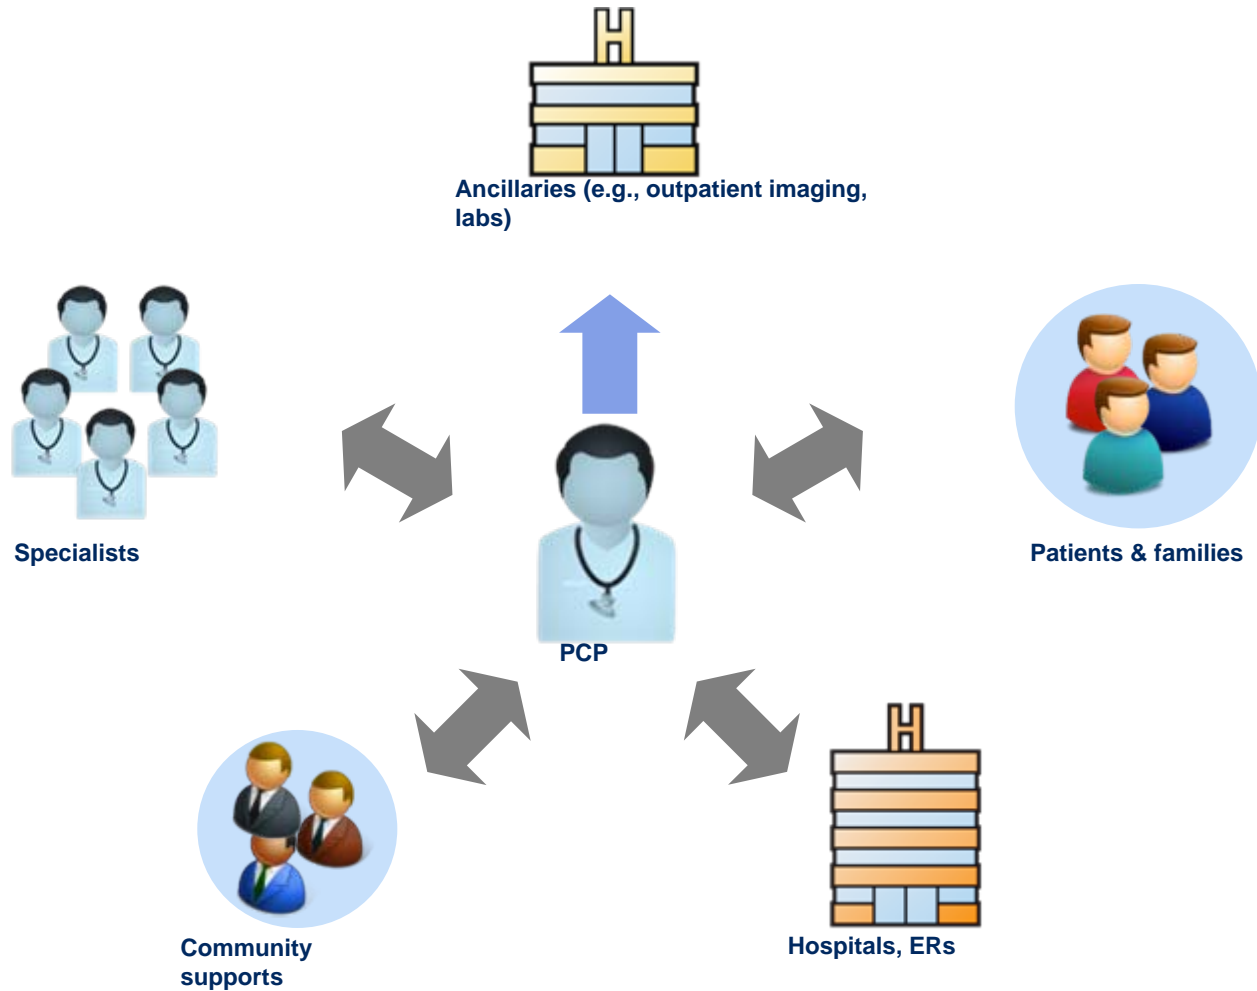 H
Ancillaries (e.g., outpatient imaging,
labs)
Specialists
Patients & families
PCP
H
Community
supports
Hospitals, ERs